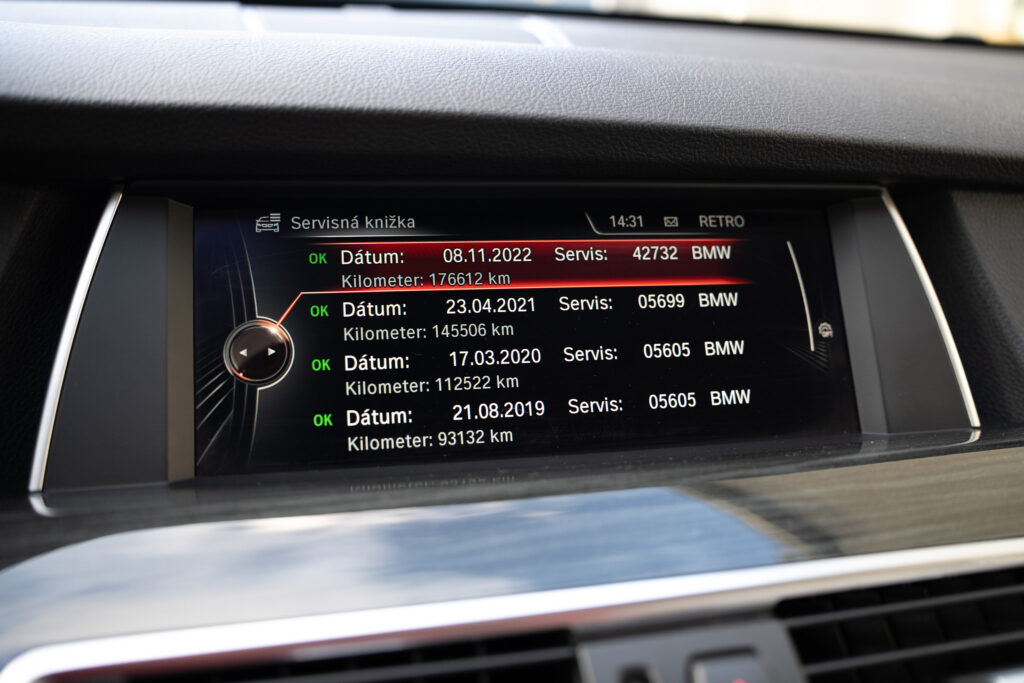 Servisná knižka 14:31 RETRO
OK Dátum: 08.11.2022 Servis: 42732 BMW
Kilometer: 176612 km
OK Dátum: 23.04.2021 Servis: 05699 BMW
Kilometer: 145506 km
OK Dátum: 17.03.2020 Servis: 05605 BMW
Kilometer: 112522 km
OK Dátum: 21.08.2019 Servis: 05605 BMW
Kilometer: 93132 km